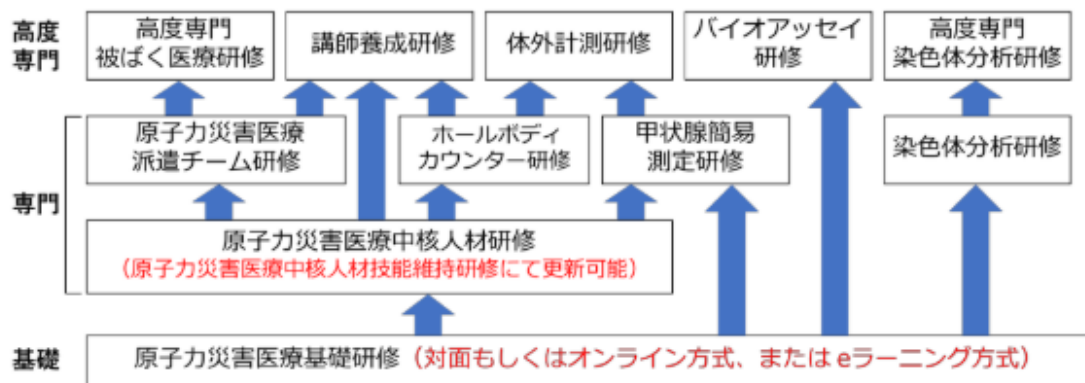 高度
専門
高度専門
被ばく医療研修
講師養成研修
体外計測研修
バイオアッセイ
研修
高度専門
染色体分析研修
専門
原子力災害医療
派遣チーム研修
ホールボディ
カウンター研修
甲状腺簡易
測定研修
染色体分析研修
原子力災害医療中核人材研修
（原子力災害医療中核人材技能維持研修にて更新可能）
基礎
原子力災害医療基礎研修（対面もしくはオンライン方式、または eラーニング方式）